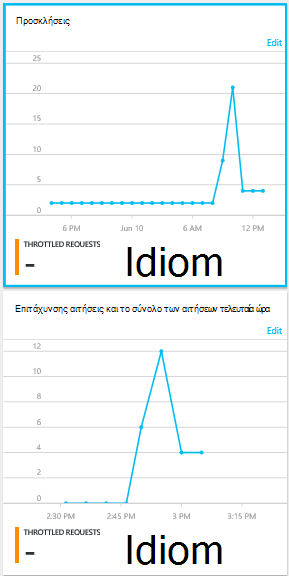 Προσκλήσεις
Edit
25
20
15
10
5
0
6 PM Jun 10 6 AM 12 PM
THROTTLED REQUESTS
- Idiom
Επιτάχυνσης αιτήσεις και το σύνολο των αιτήσεων τελευταία ώρα
Edit
12
10
8
6
4
2
0
2:30 PM 2:45 PM 3 PM 3:15 PM
THROTTLED REQUESTS
- Idiom